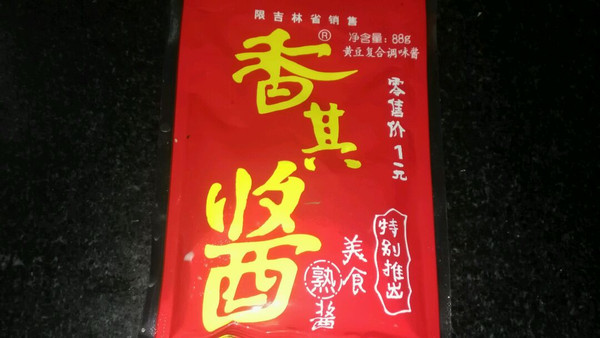 限吉林省销售
净含量：88g
黄豆复合调味酱
香其酱®
零售价1元
特别推出
美食
熟酱